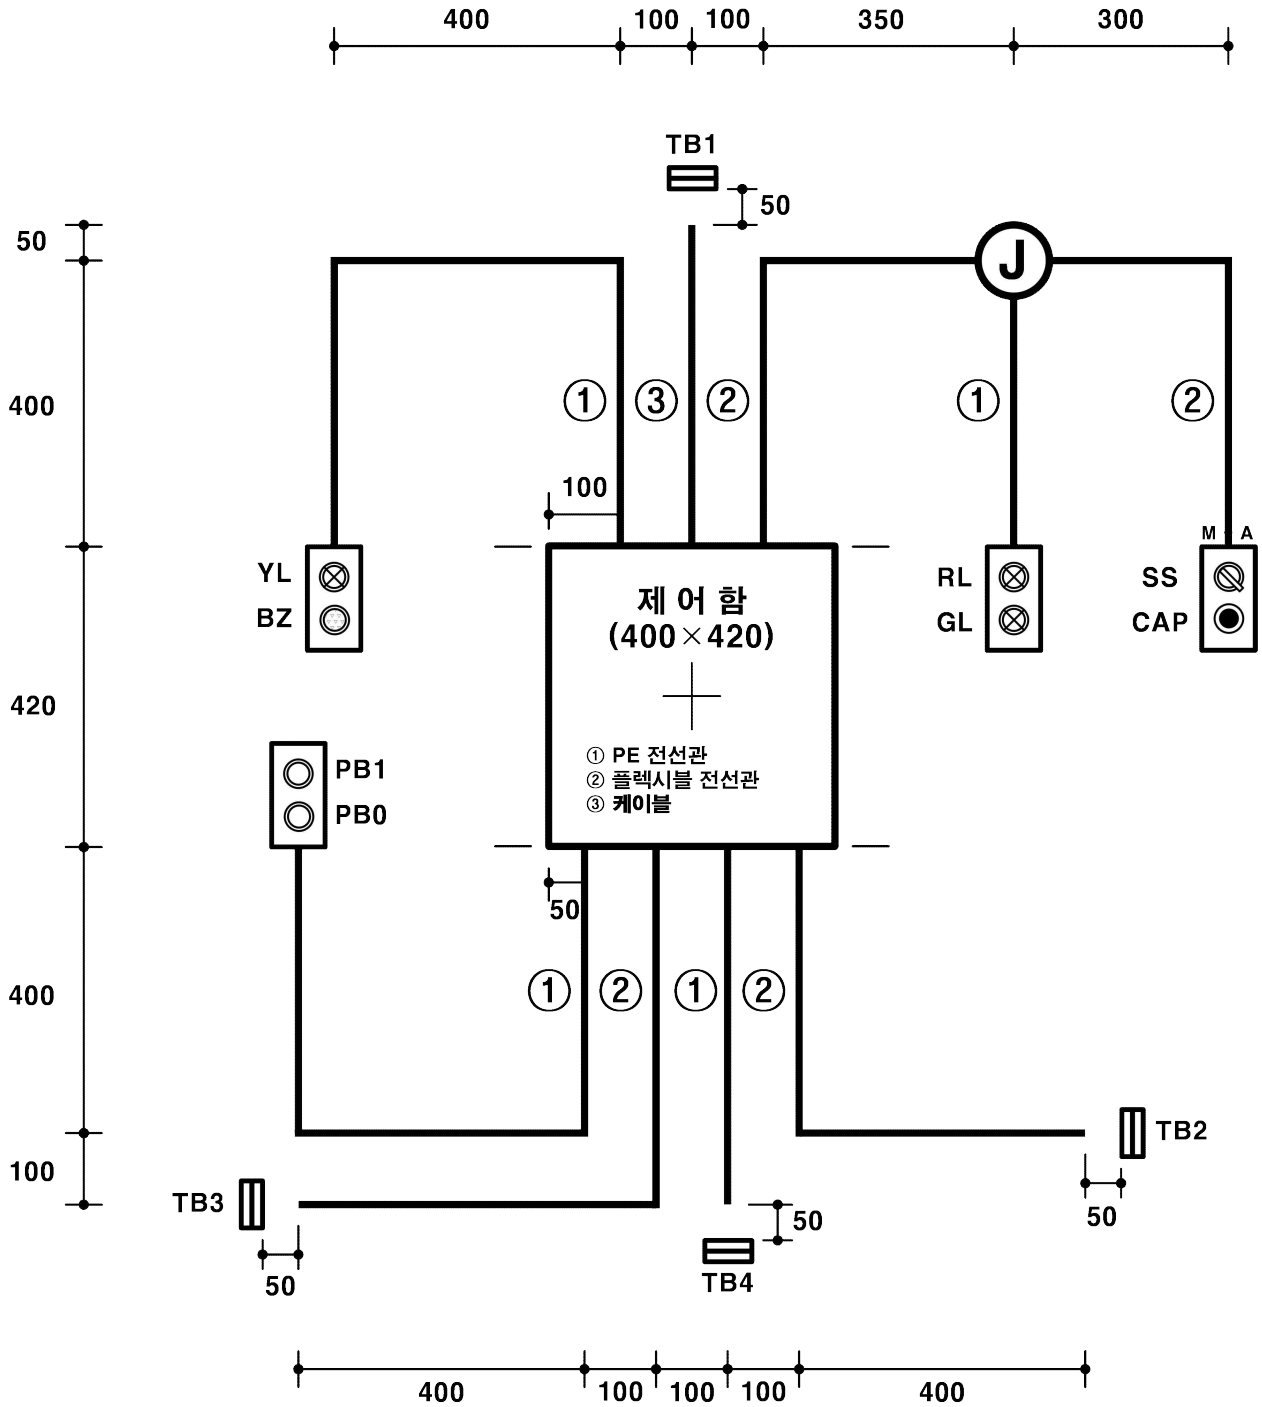 400 100 100 350 300
TB1
50
50
J
400
① ③ ② ① ②
100
M A
YL
BZ
제 어 함
(400×420)
RL
GL
SS
CAP
420
① PE 전선관
② 플렉시블 전선관
③ 케이블
PB1
PB0
50
400
① ② ① ②
TB2
100
TB3
50
50
50
TB4
400 100 100 100 400